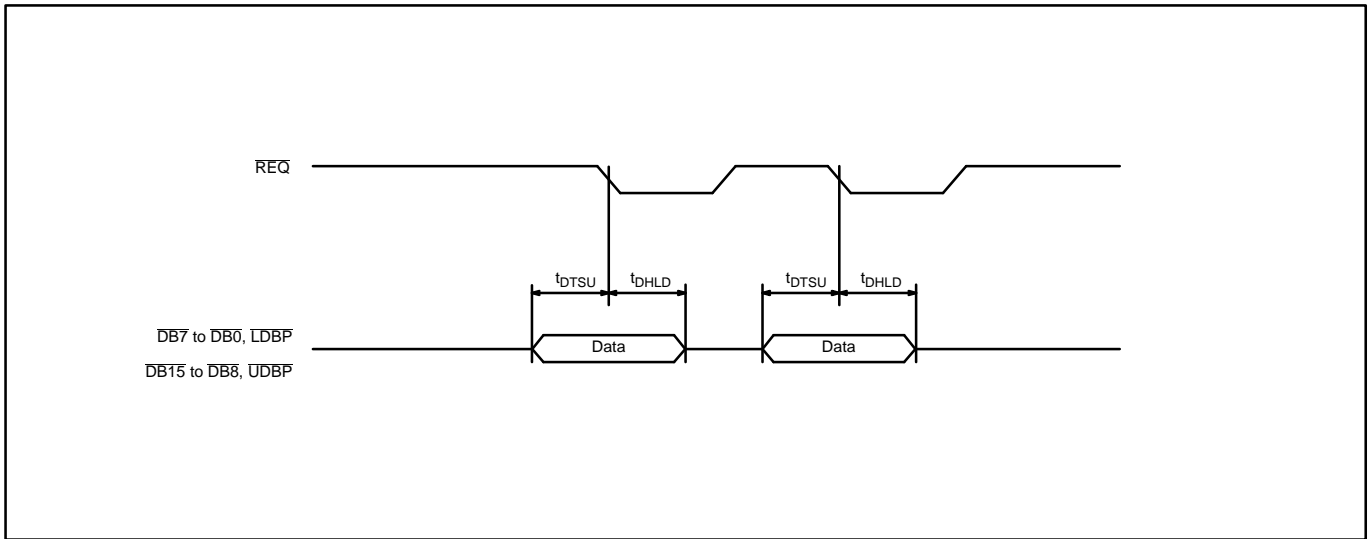 REQ
tDTSU tDHLD tDTSU tDHLD
DB7 to DB0, LDBP
Data Data
DB15 to DB8, UDBP